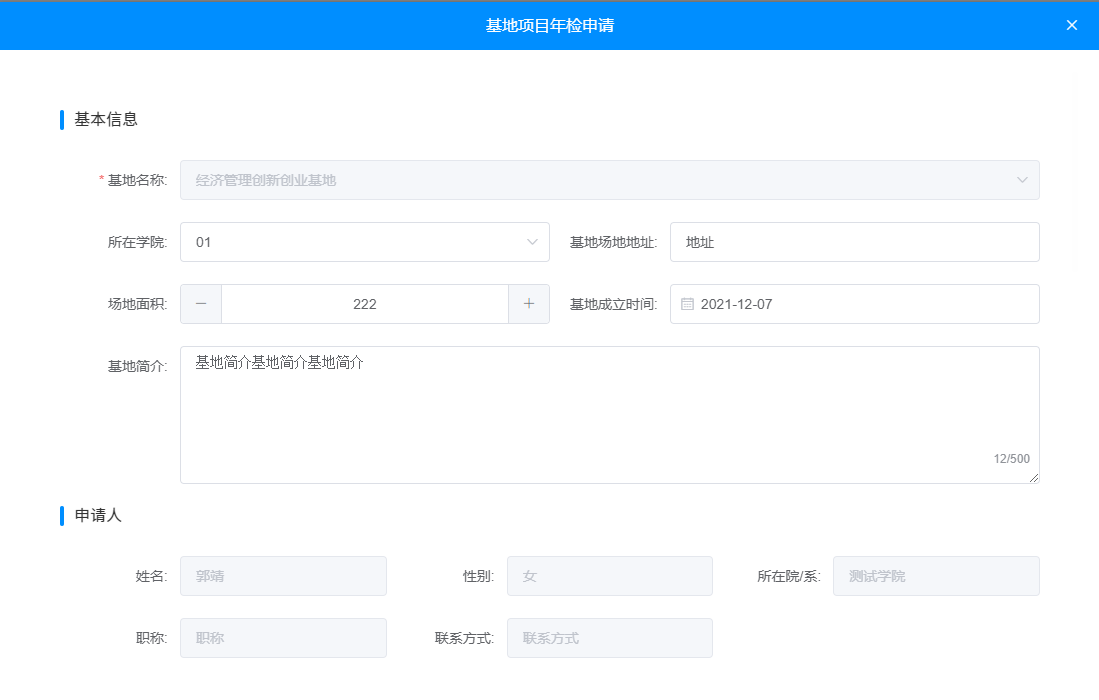 基地项目年检申请
基本信息
* 基地名称: 经济管理创新创业基地
所在学院: 01 基地场地地址: 地址
场地面积: 222 基地成立时间: 2021-12-07
基地简介: 基地简介基地简介基地简介
12/500
申请人
姓名: 郭靖 性别: 女 所在院/系: 测试学院
职称: 职称 联系方式: 联系方式